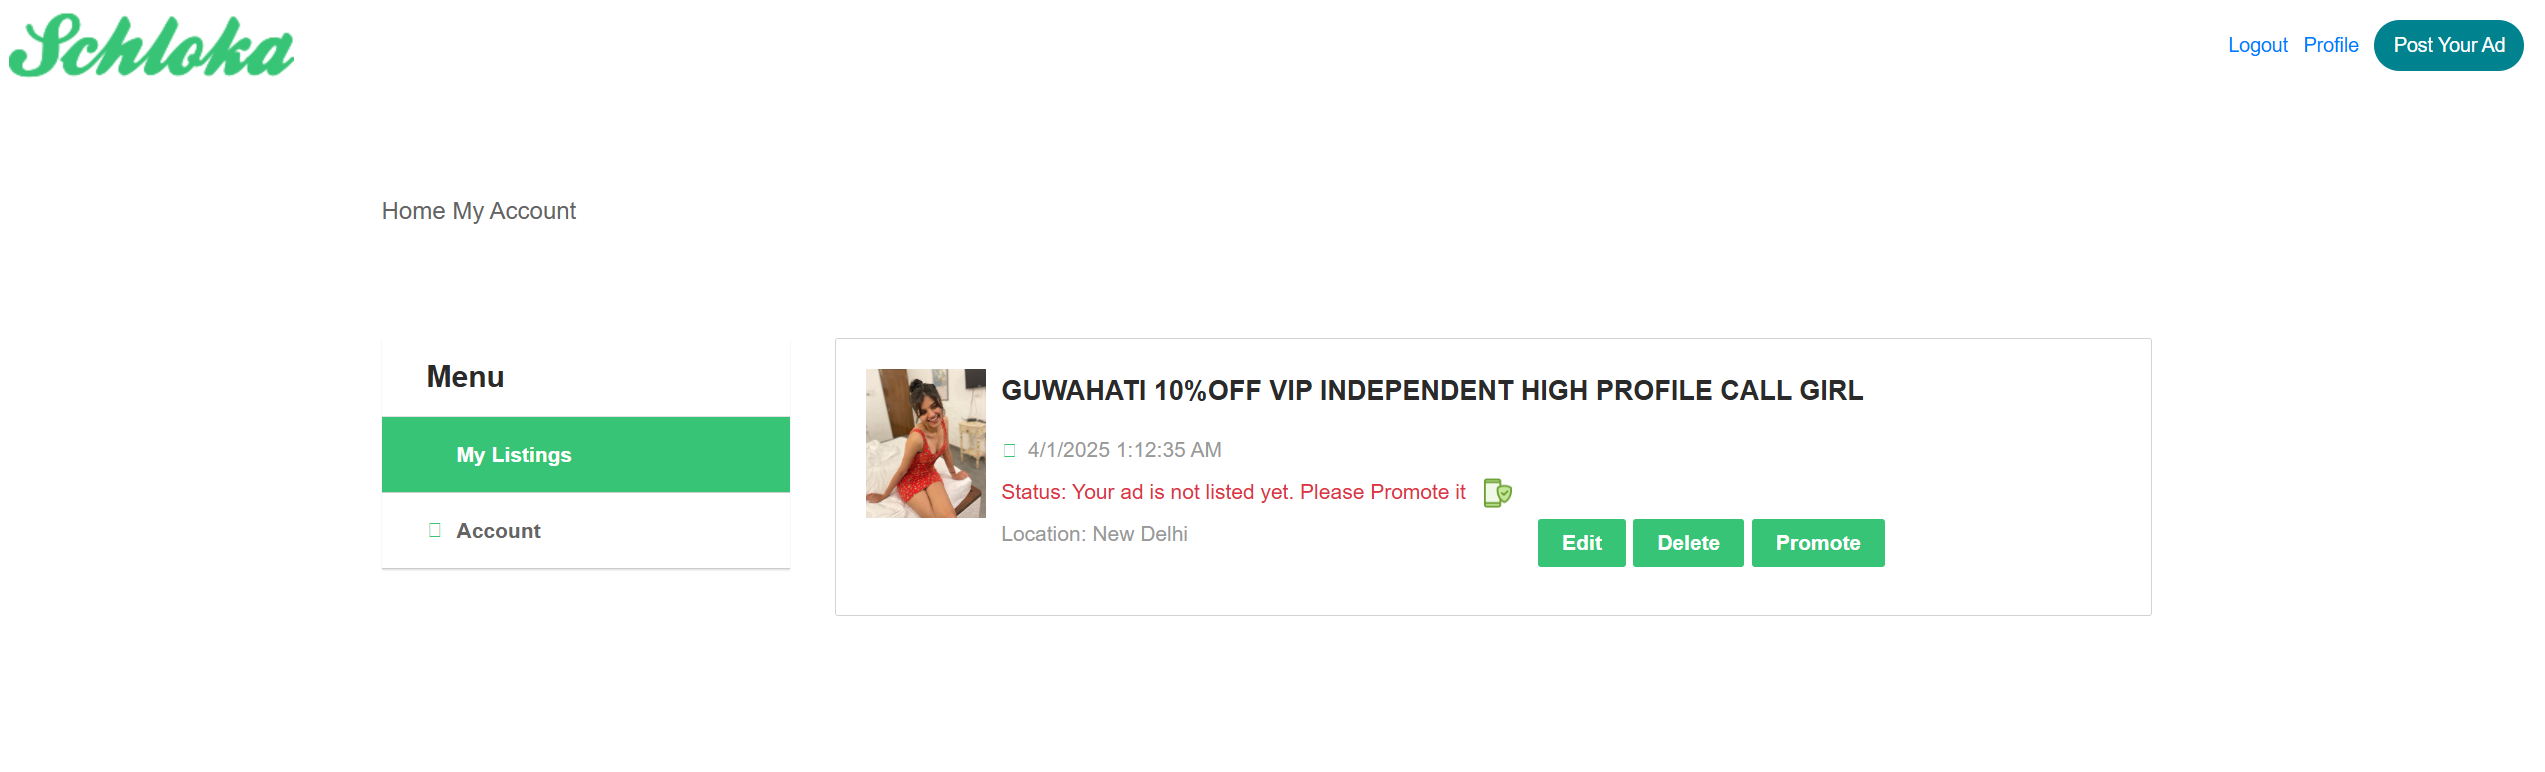 Schloka
Logout Profile Post Your Ad
Home My Account
Menu
My Listings
Account
GUWAHATI 10%OFF VIP INDEPENDENT HIGH PROFILE CALL GIRL
4/1/2025 1:12:35 AM
Status: Your ad is not listed yet. Please Promote it
Location: New Delhi
Edit Delete Promote